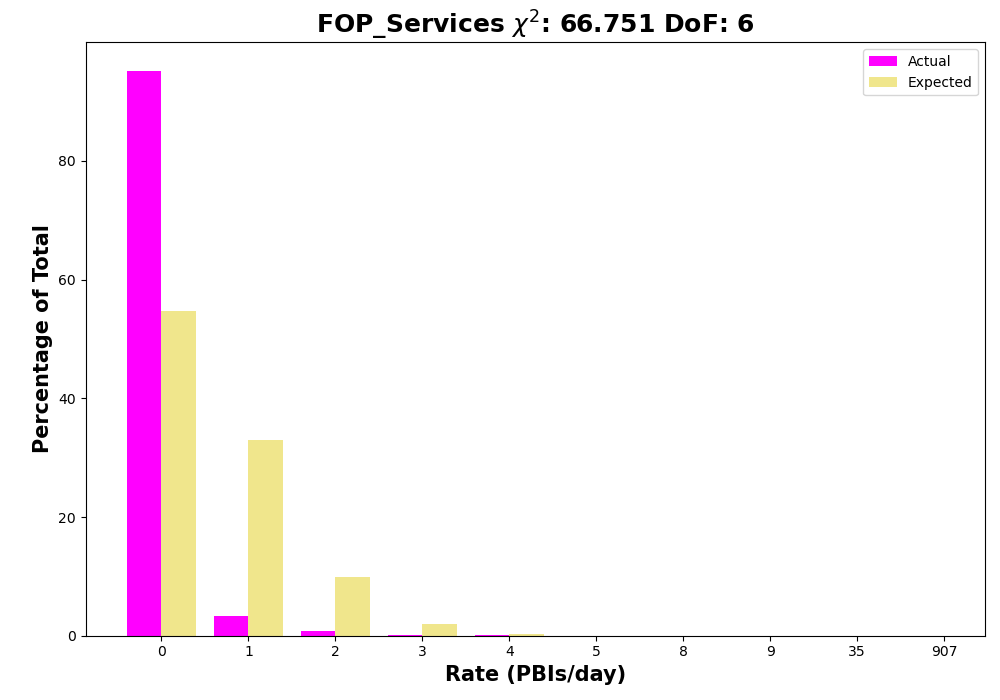 FOP_Services χ²: 66.751 DoF: 6
Actual
Expected
Percentage of Total
80
60
40
20
0
0 1 2 3 4 5 8 9 35 907
Rate (PBIs/day)